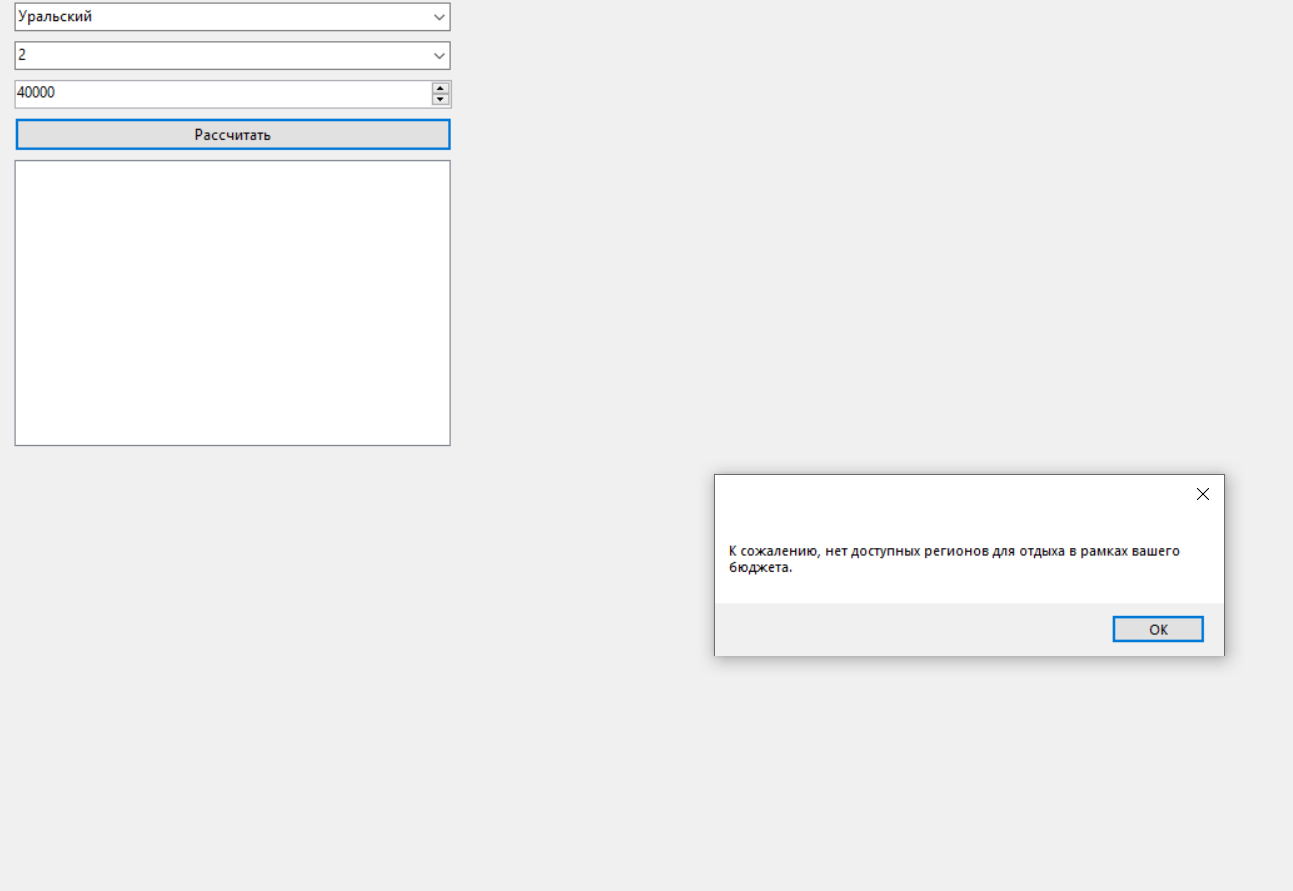 Уральский
2
40000
Рассчитать
К сожалению, нет доступных регионов для отдыха в рамках вашего
бюджета.
OK